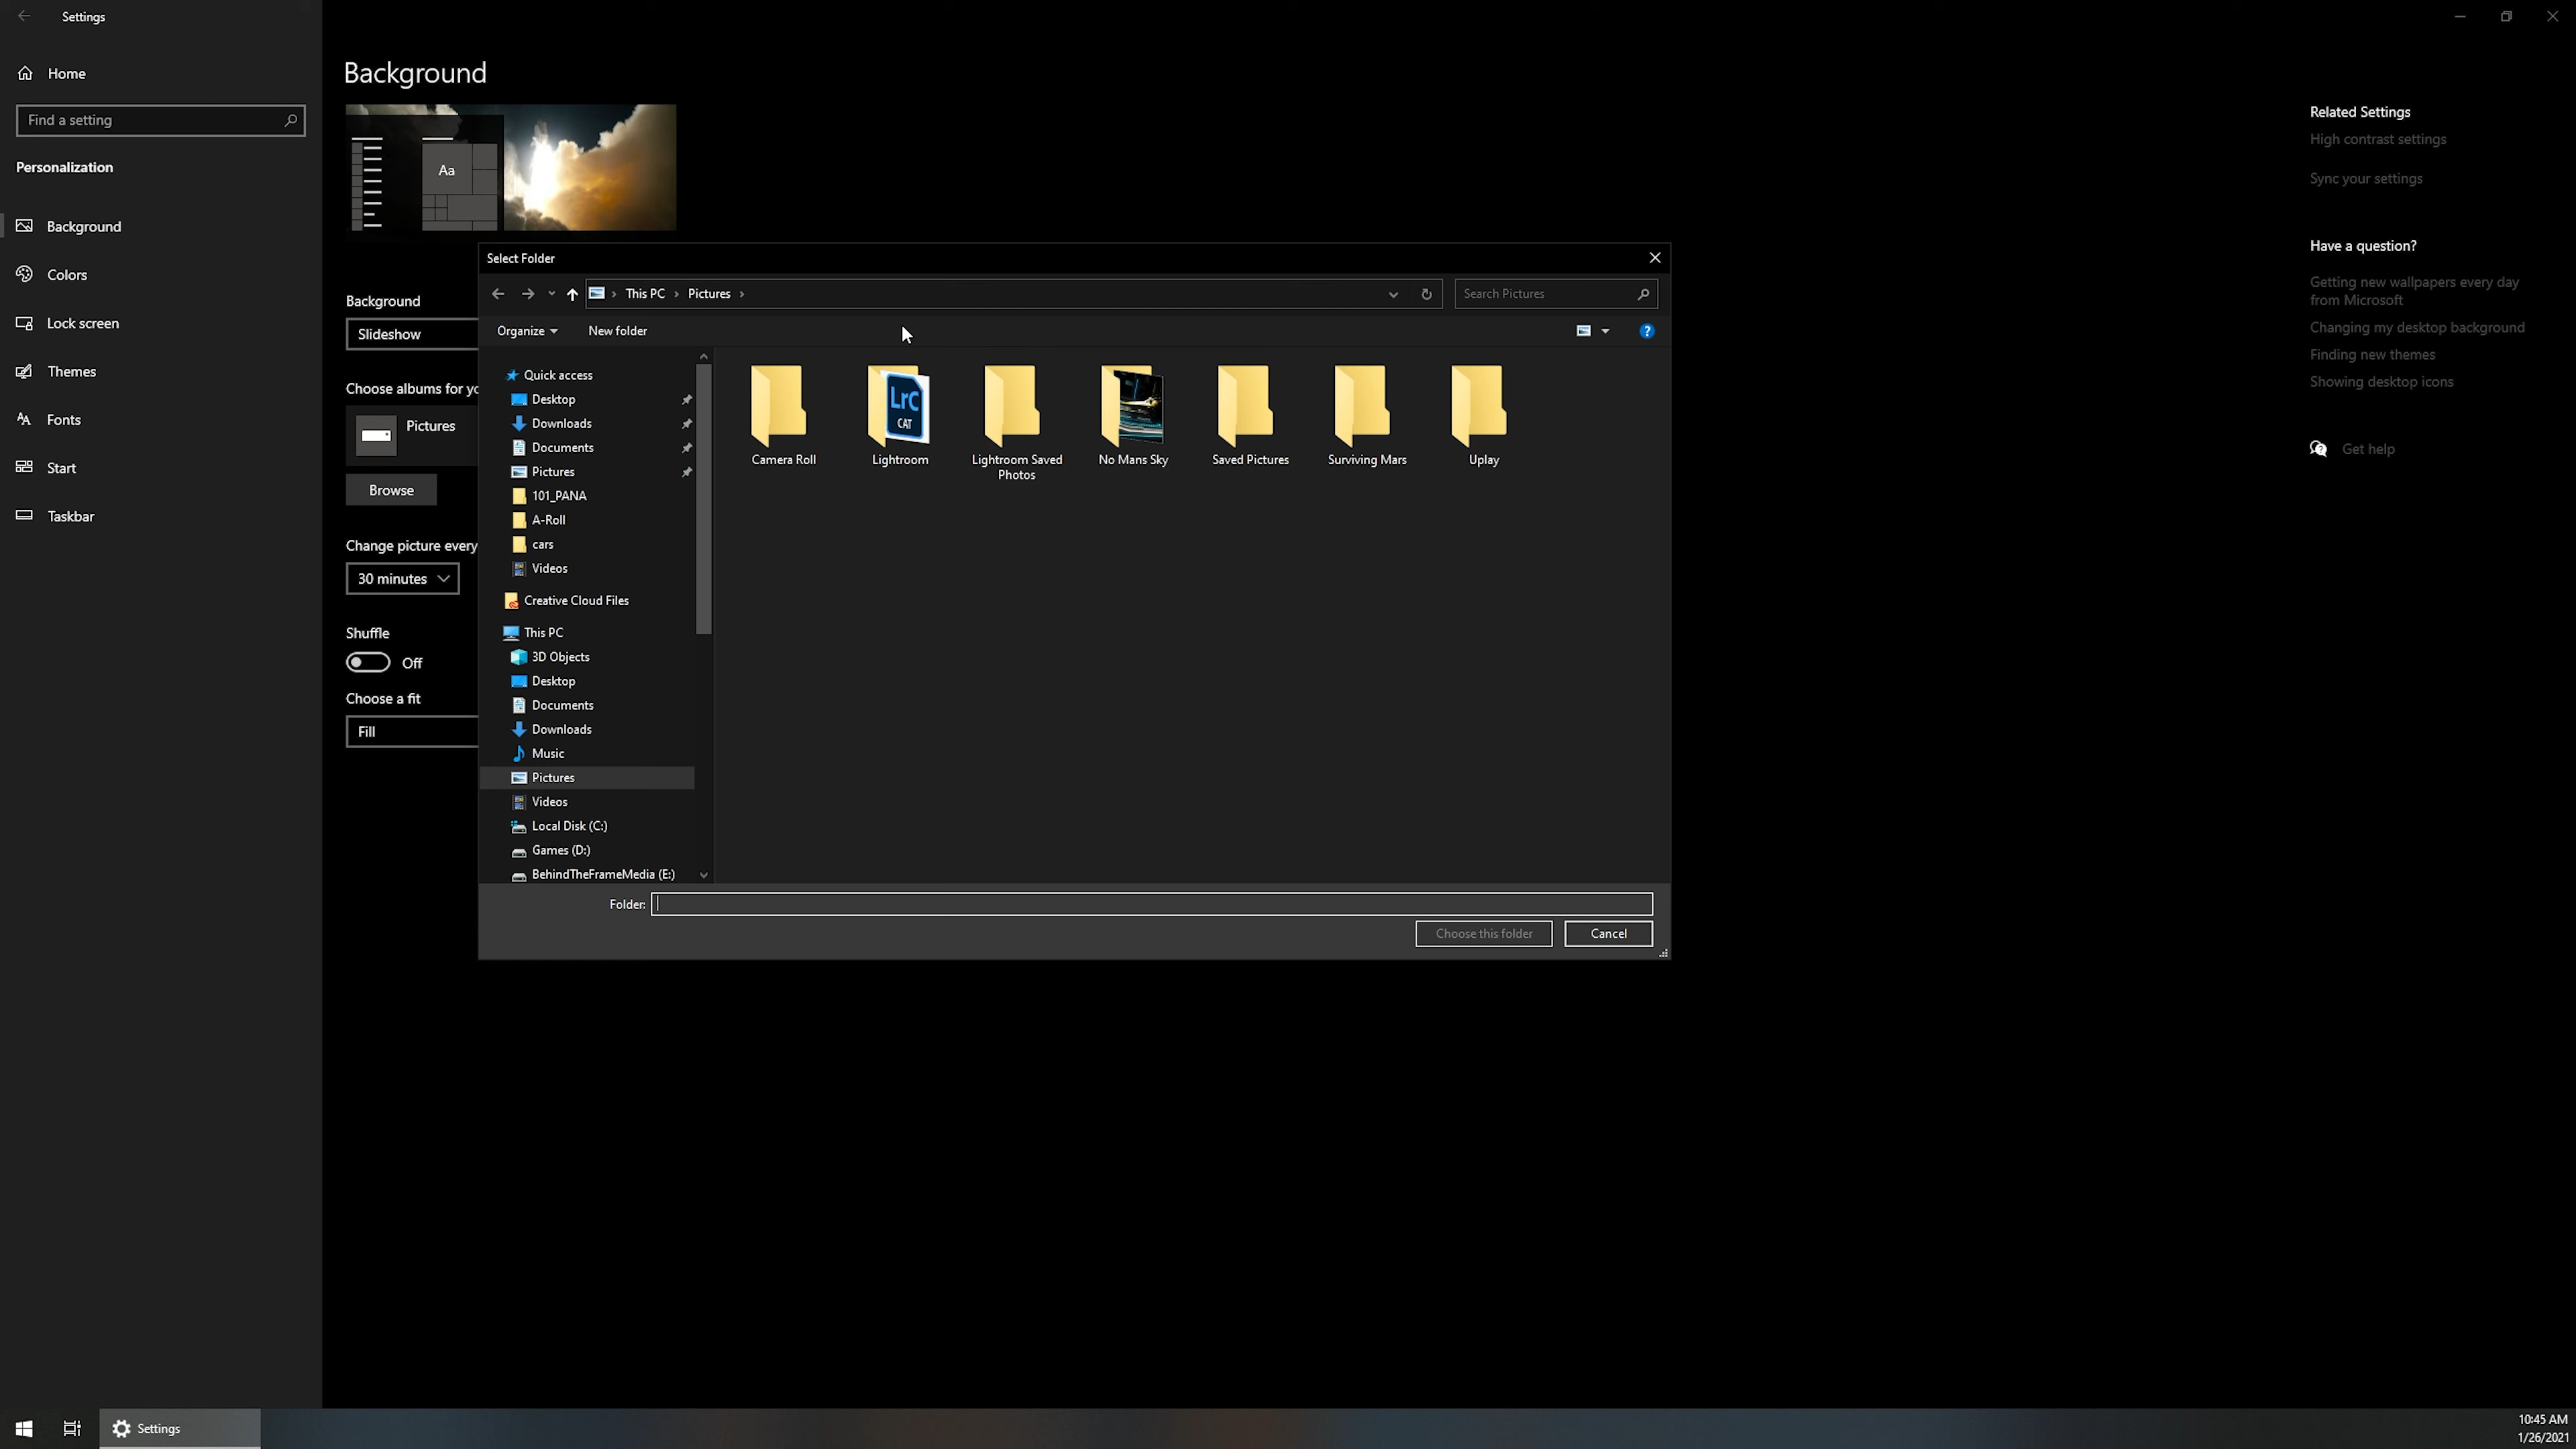 Settings
Home
Find a setting
Personalization
Background
Colors
Lock screen
Themes
Fonts
Start
Taskbar
Background
Aa
Background
Slideshow
Choose albums for yo
Pictures
Browse
Change picture every
30 minutes
Shuffle
Off
Choose a fit
Fill
Select Folder
This PC
Pictures
Search Pictures
Organize
New folder
?
Quick access
Desktop
Downloads
Documents
Pictures
101_PANA
A-Roll
cars
Videos
Creative Cloud Files
This PC
3D Objects
Desktop
Documents
Downloads
Music
Pictures
Videos
Local Disk (C:)
Games (D:)
BehindTheFrameMedia (E:)
Camera Roll
LrC
CAT
Lightroom
Lightroom Saved
Photos
No Mans Sky
Saved Pictures
Surviving Mars
Uplay
Folder:
Choose this folder
Cancel
Related Settings
High contrast settings
Sync your settings
Have a question?
Getting new wallpapers every day
from Microsoft
Changing my desktop background
Finding new themes
Showing desktop icons
Get help
Settings
10:45 AM
1/26/2021